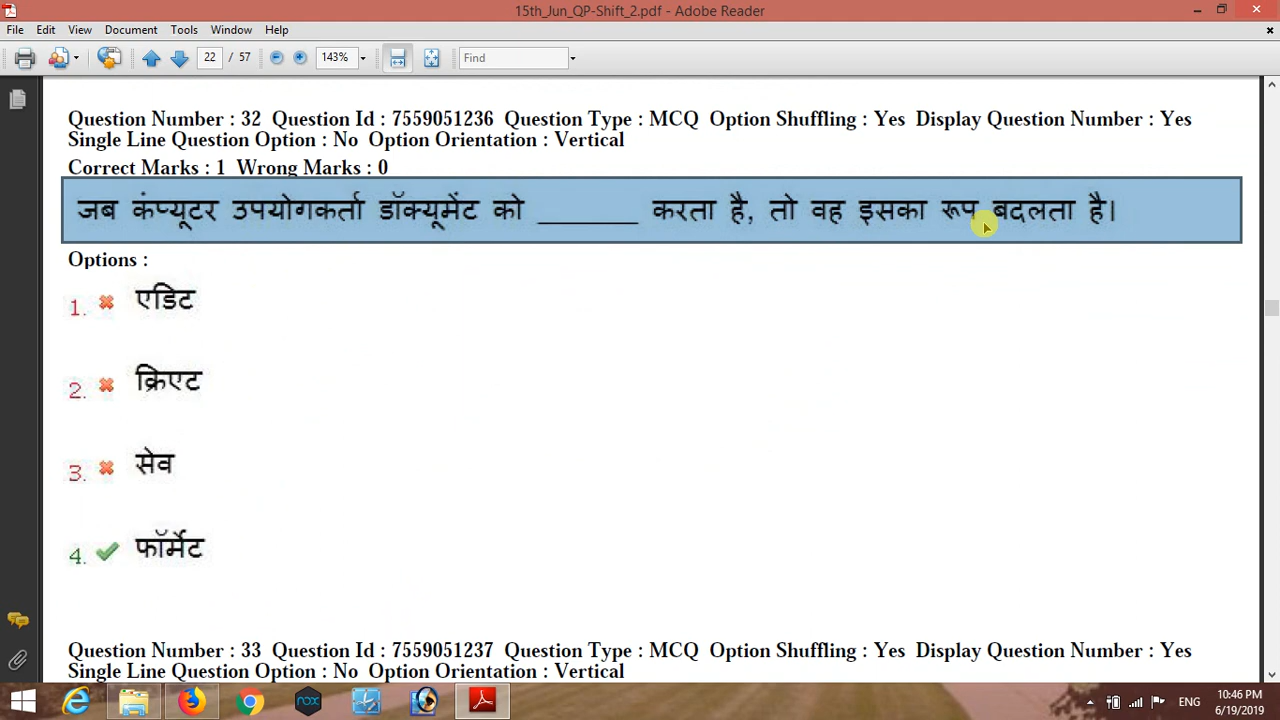 15th_Jun_QP-Shift_2.pdf - Adobe Reader
File Edit View Document Tools Window Help
22 / 57 143% Find
Question Number : 32 Question Id : 7559051236 Question Type : MCQ Option Shuffling : Yes Display Question Number : Yes
Single Line Question Option : No Option Orientation : Vertical
Correct Marks : 1 Wrong Marks : 0
जब कंप्यूटर उपयोगकर्ता डॉक्यूमेंट को _______ करता है, तो वह इसका रूप बदलता है।
Options :
1. एडिट
2. क्रिएट
3. सेव
4. फॉर्मेट
Question Number : 33 Question Id : 7559051237 Question Type : MCQ Option Shuffling : Yes Display Question Number : Yes
Single Line Question Option : No Option Orientation : Vertical
nox ENG 10:46 PM
6/19/2019